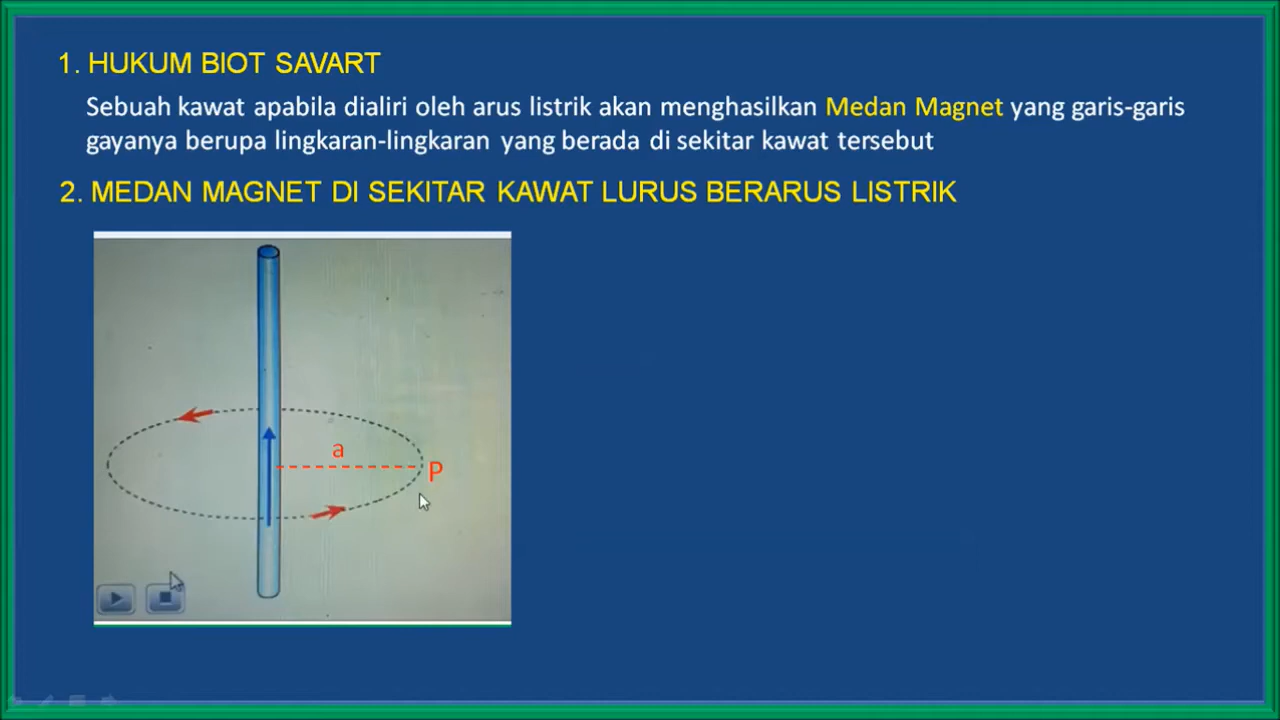 1. HUKUM BIOT SAVART
Sebuah kawat apabila dialiri oleh arus listrik akan menghasilkan Medan Magnet yang garis-garis
gayanya berupa lingkaran-lingkaran yang berada di sekitar kawat tersebut
2. MEDAN MAGNET DI SEKITAR KAWAT LURUS BERARUS LISTRIK
a
P